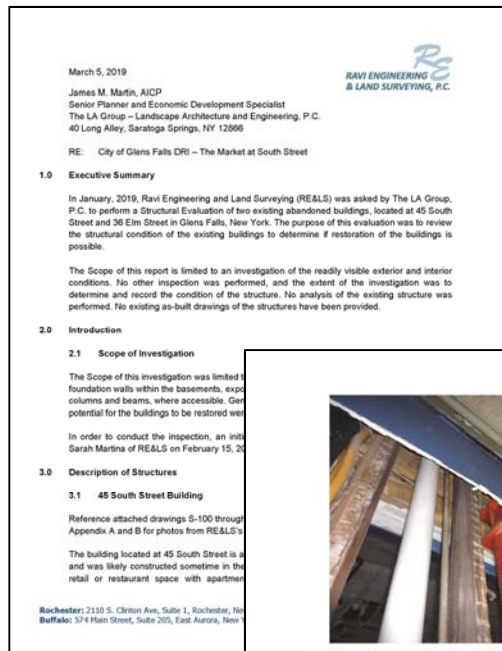 March 5, 2019
RAVI ENGINEERING
& LAND SURVEYING, P.C.
James M. Martin, AICP
Senior Planner and Economic Development Specialist
The LA Group – Landscape Architecture and Engineering, P.C.
40 Long Alley, Saratoga Springs, NY 12866
RE: City of Glens Falls DRI – The Market at South Street
1.0 Executive Summary
In January, 2019, Ravi Engineering and Land Surveying (RE&LS) was asked by The LA Group,
P.C. to perform a Structural Evaluation of two existing abandoned buildings, located at 45 South
Street and 36 Elm Street in Glens Falls, New York. The purpose of this evaluation was to review
the structural condition of the existing buildings to determine if restoration of the buildings is
possible.
The Scope of this report is limited to an investigation of the readily visible exterior and interior
conditions. No other inspection was performed, and the extent of the investigation was to
determine and record the condition of the structure. No analysis of the existing structure was
performed. No existing as-built drawings of the structures have been provided.
2.0 Introduction
2.1 Scope of Investigation
The Scope of this investigation was limited
foundation walls within the basements,
columns and beams, where accessible.
potential for the buildings to be restored
In order to conduct the inspection, an
Sarah Martina of RE&LS on February 15,
3.0 Description of Structures
3.1 45 South Street Building
Reference attached drawings S-100
Appendix A and B for photos from RE&LS's
The building located at 45 South Street is a
and was likely constructed sometime in the
retail or restaurant space with
Rochester: 2110 S. Clinton Ave, Suite 1, Rochester,
Buffalo: 574 Main Street, Suite 205, East Aurora, New